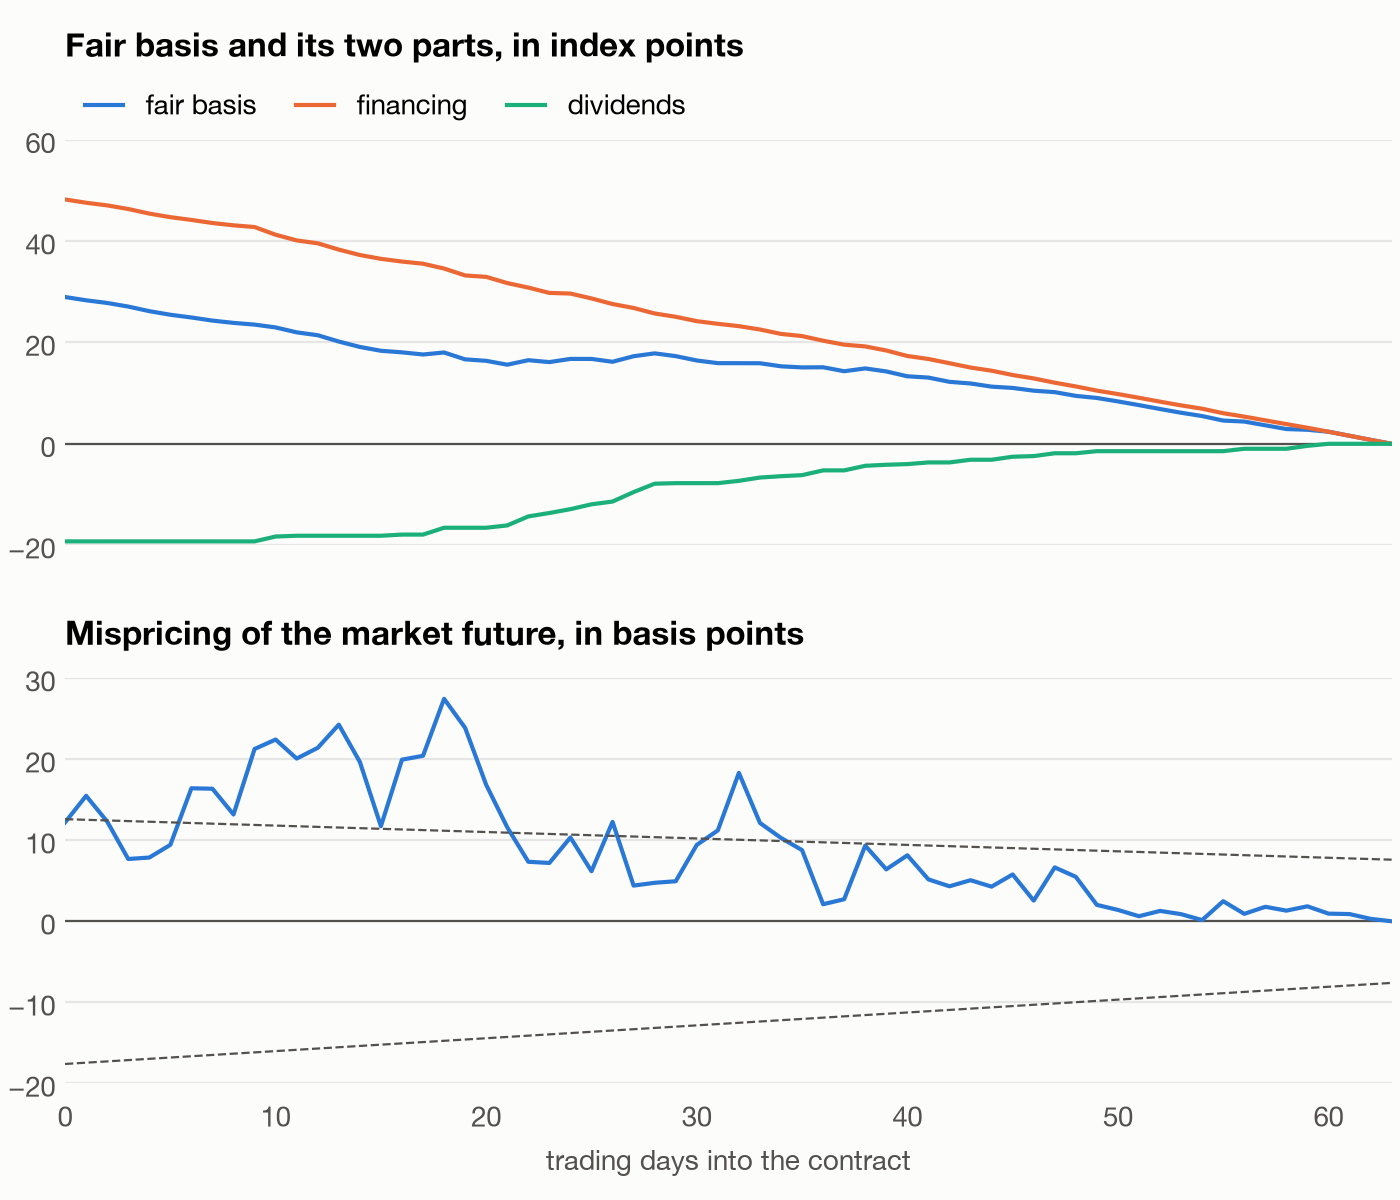 Fair basis and its two parts, in index points
fair basis financing dividends
60
40
20
0
−20
Mispricing of the market future, in basis points
30
20
10
0
−10
−20
0 10 20 30 40 50 60
trading days into the contract